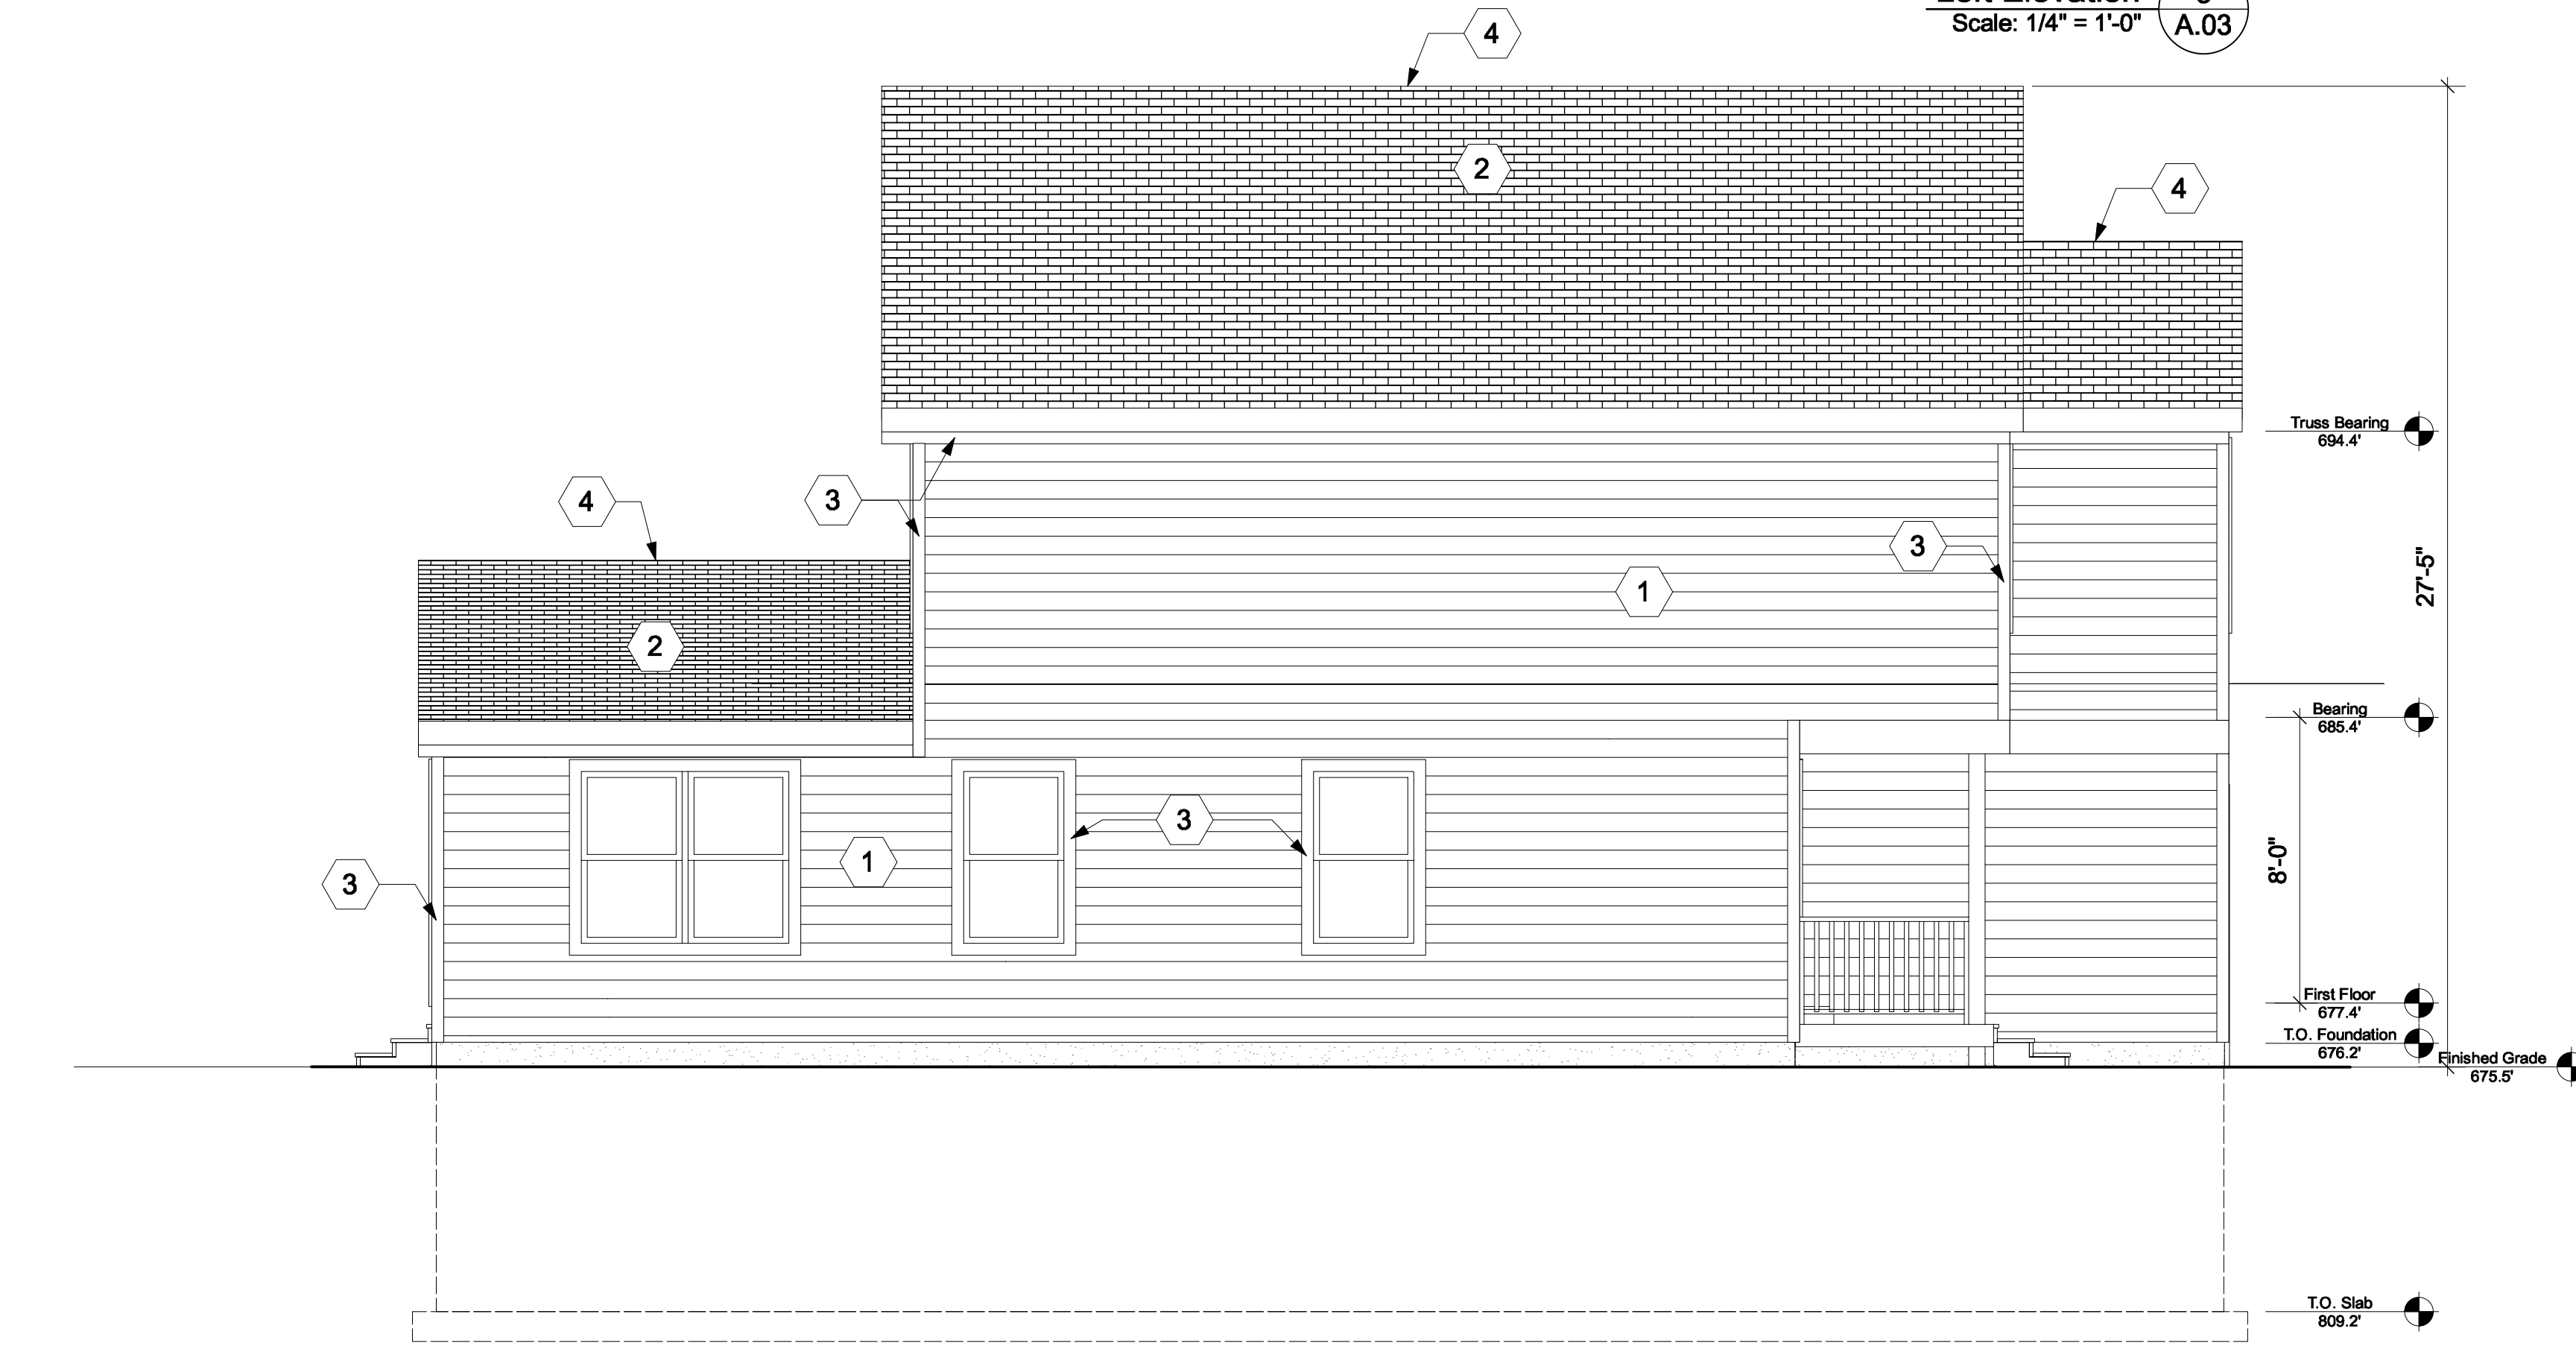 Left Elevation
Scale: 1/4" = 1'-0"
A.03
4
2
4
Truss Bearing
694.4'
4
3
3
1
27'-5"
2
Bearing
685.4'
3
1
8'-0"
3
First Floor
677.4'
T.O. Foundation
676.2'
Finished Grade
675.5'
T.O. Slab
809.2'